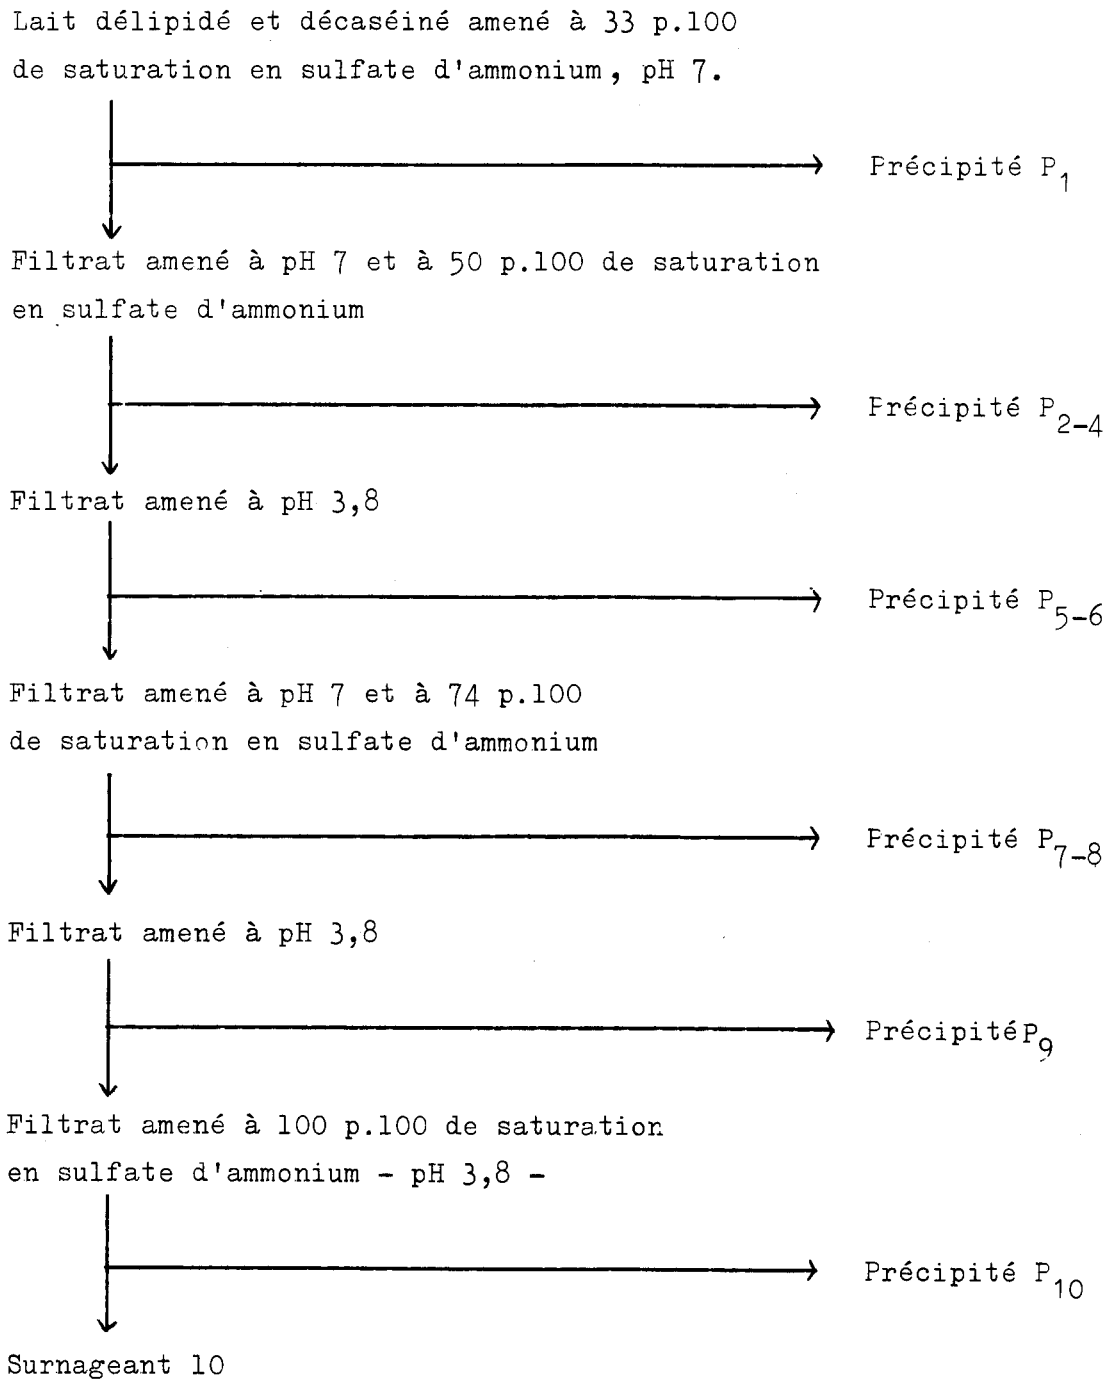 Lait délipidé et décaséiné amené à 33 p.100
de saturation en sulfate d'ammonium, pH 7.
Précipité P1
Filtrat amené à pH 7 et à 50 p.100 de saturation
en sulfate d'ammonium
Précipité P2-4
Filtrat amené à pH 3,8
Précipité P5-6
Filtrat amené à pH 7 et à 74 p.100
de saturation en sulfate d'ammonium
Précipité P7-8
Filtrat amené à pH 3,8
Précipité P9
Filtrat amené à 100 p.100 de saturation
en sulfate d'ammonium - pH 3,8 -
Précipité P10
Surnageant 10